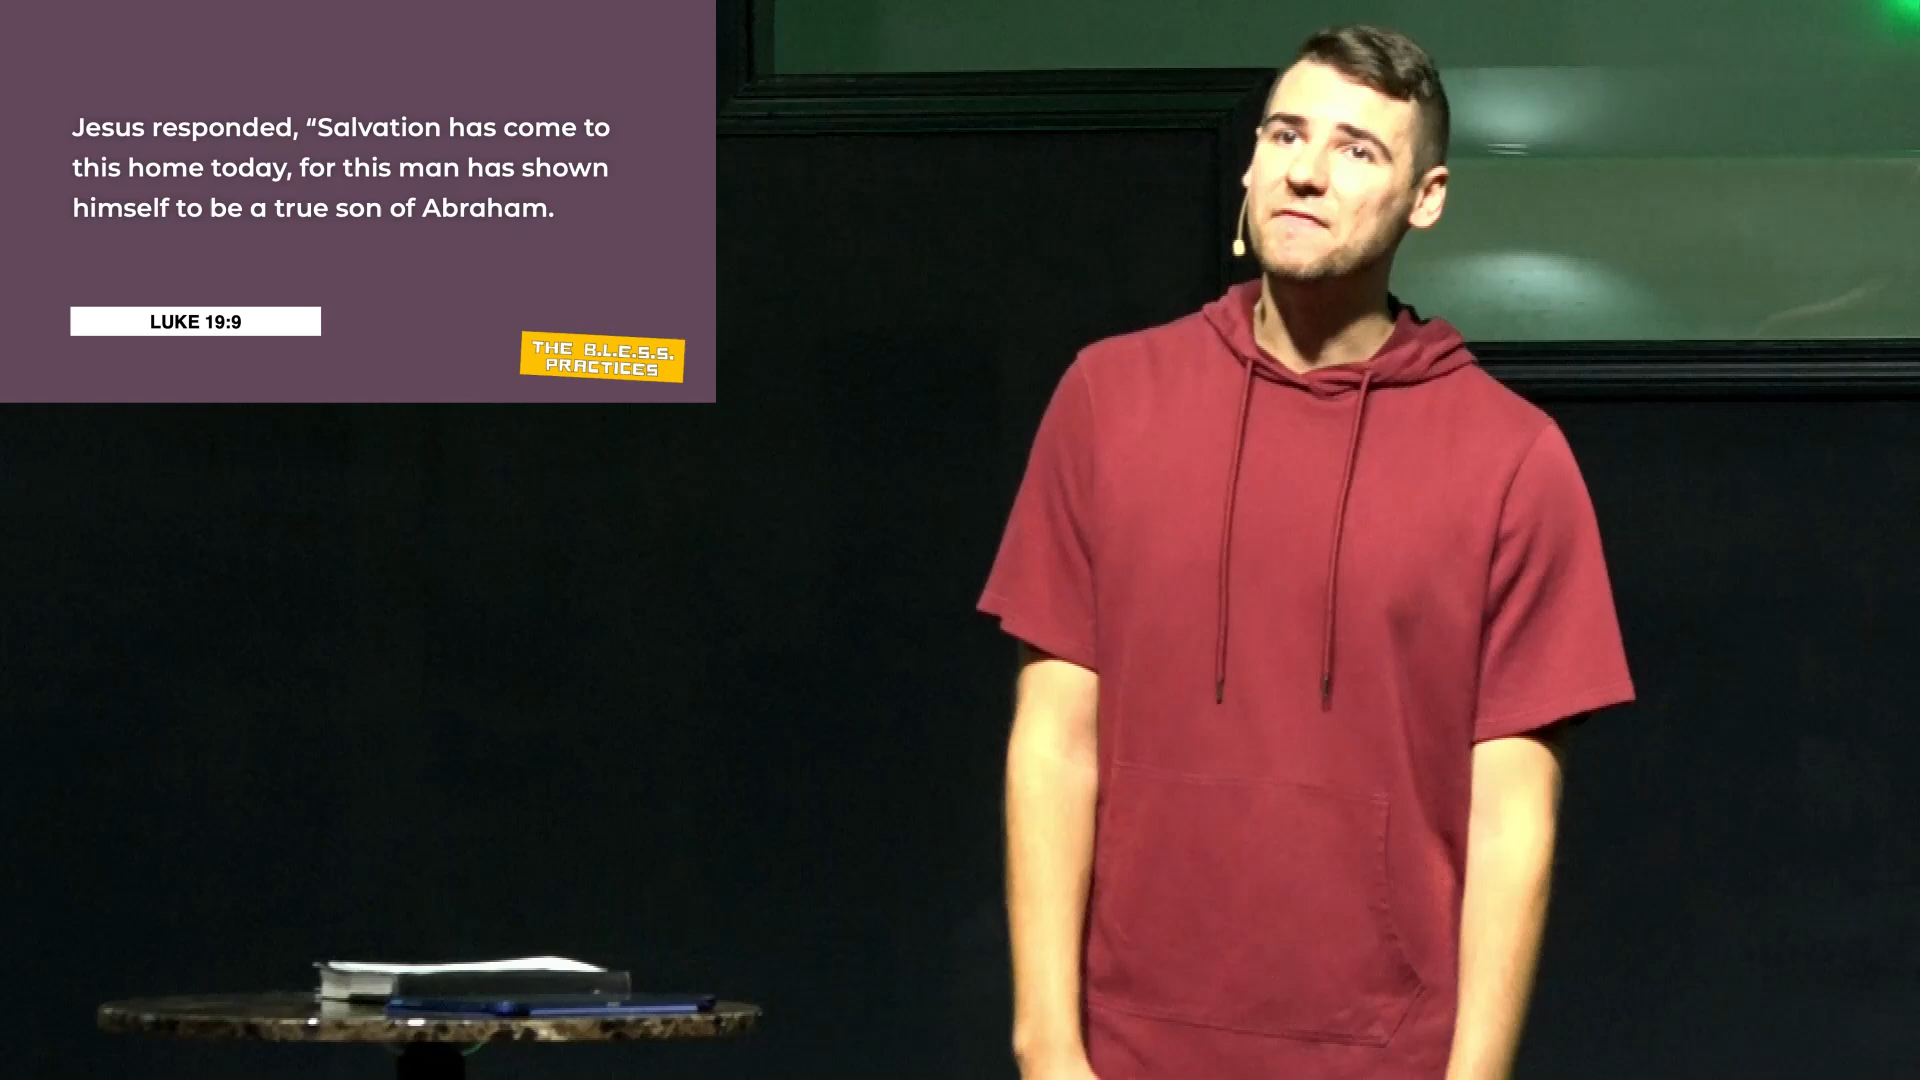 Jesus responded, “Salvation has come to
this home today, for this man has shown
himself to be a true son of Abraham.
LUKE 19:9
THE B.L.E.S.S.
PRACTICES